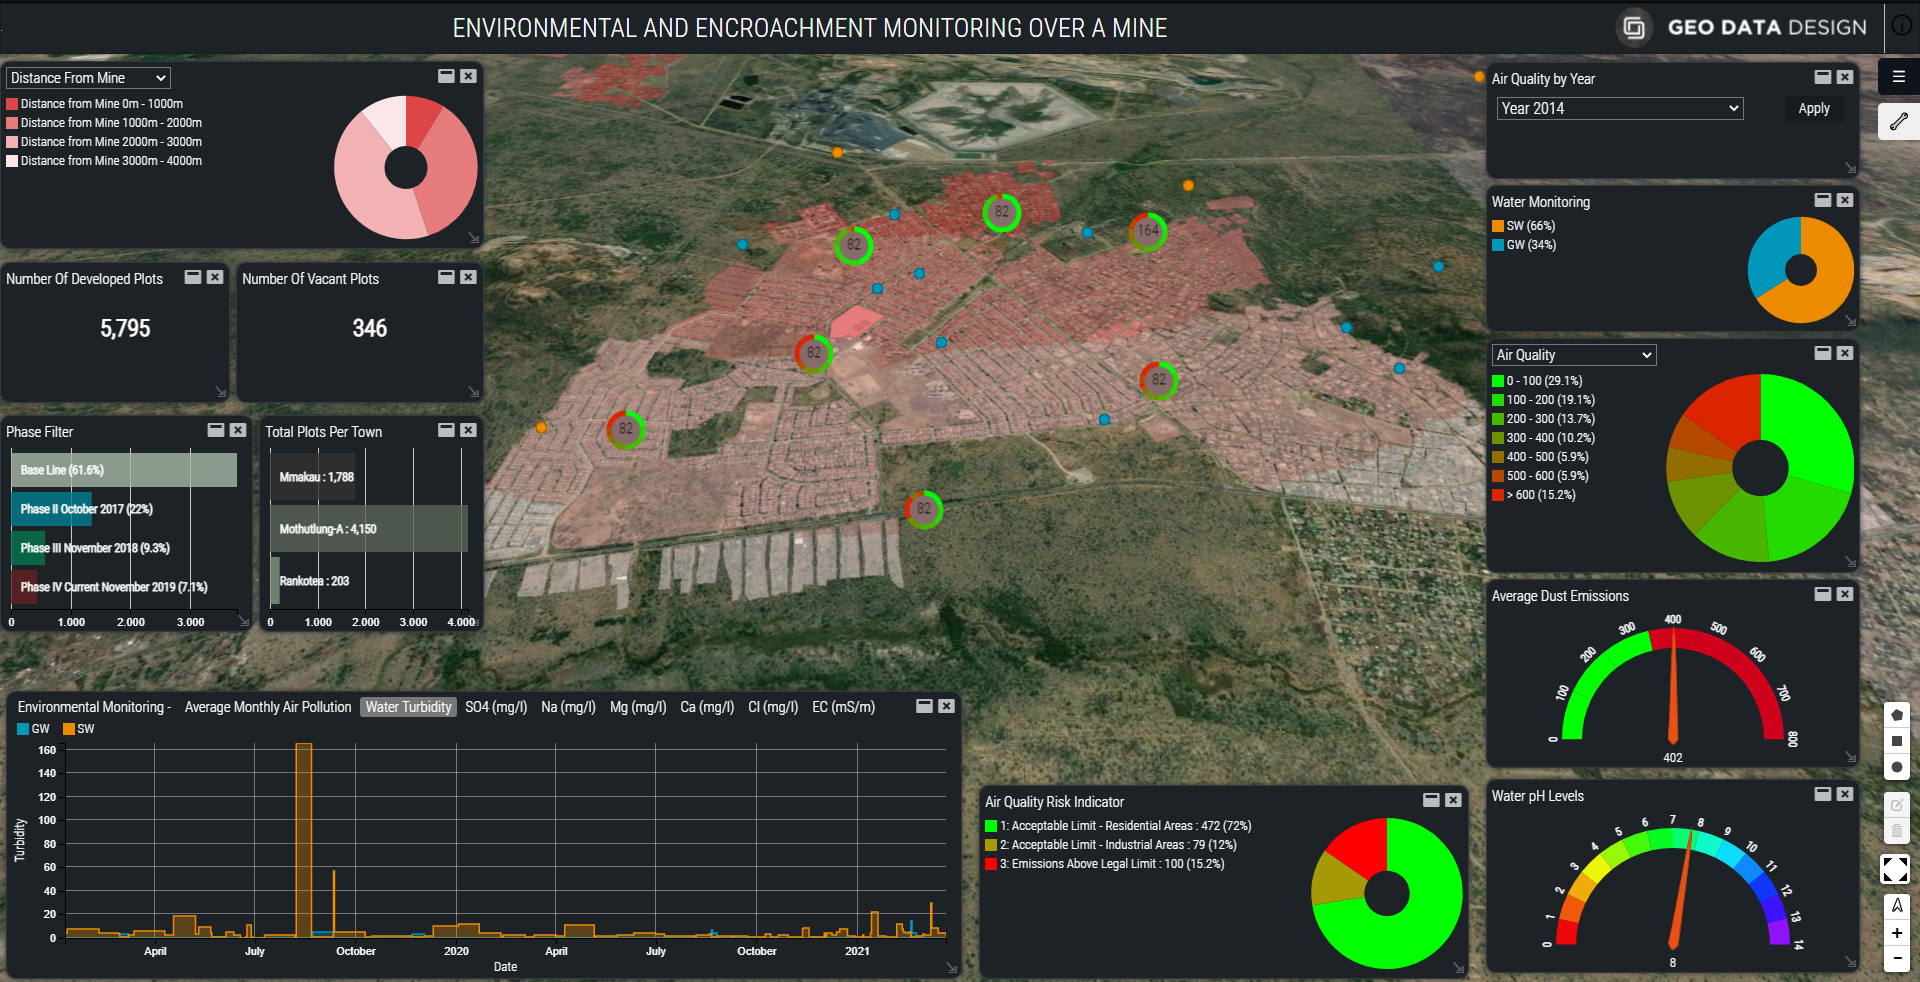 ENVIRONMENTAL AND ENCROACHMENT MONITORING OVER A MINE
GEO DATA DESIGN
Distance From Mine
Distance from Mine 0m - 1000m
Distance from Mine 1000m - 2000m
Distance from Mine 2000m - 3000m
Distance from Mine 3000m - 4000m
Number Of Developed Plots
5,795
Number Of Vacant Plots
346
Phase Filter
Base Line (61.6%)
Phase II October 2017 (22%)
Phase III November 2018 (9.3%)
Phase IV Current November 2019 (7.1%)
0 1.000 2.000 3.000
Total Plots Per Town
Mmakau : 1,788
Mothutlung-A : 4,150
Rankotea : 203
0 1.000 2.000 3.000 4.000
82
82
164
82
82
82
82
Air Quality by Year
Year 2014
Apply
Water Monitoring
SW (66%)
GW (34%)
Air Quality
0 - 100 (29.1%)
100 - 200 (19.1%)
200 - 300 (13.7%)
300 - 400 (10.2%)
400 - 500 (5.9%)
500 - 600 (5.9%)
> 600 (15.2%)
Average Dust Emissions
0 100 200 300 400 500 600 700 800
402
Water pH Levels
0 1 2 3 4 5 6 7 8 9 10 11 12 13 14
8
Environmental Monitoring - Average Monthly Air Pollution Water Turbidity SO4 (mg/l) Na (mg/l) Mg (mg/l) Ca (mg/l) Cl (mg/l) EC (mS/m)
GW SW
160
140
120
100
80
60
40
20
0
Turbidity
April July October 2020 April July October 2021
Date
Air Quality Risk Indicator
1: Acceptable Limit - Residential Areas : 472 (72%)
2: Acceptable Limit - Industrial Areas : 79 (12%)
3: Emissions Above Legal Limit : 100 (15.2%)